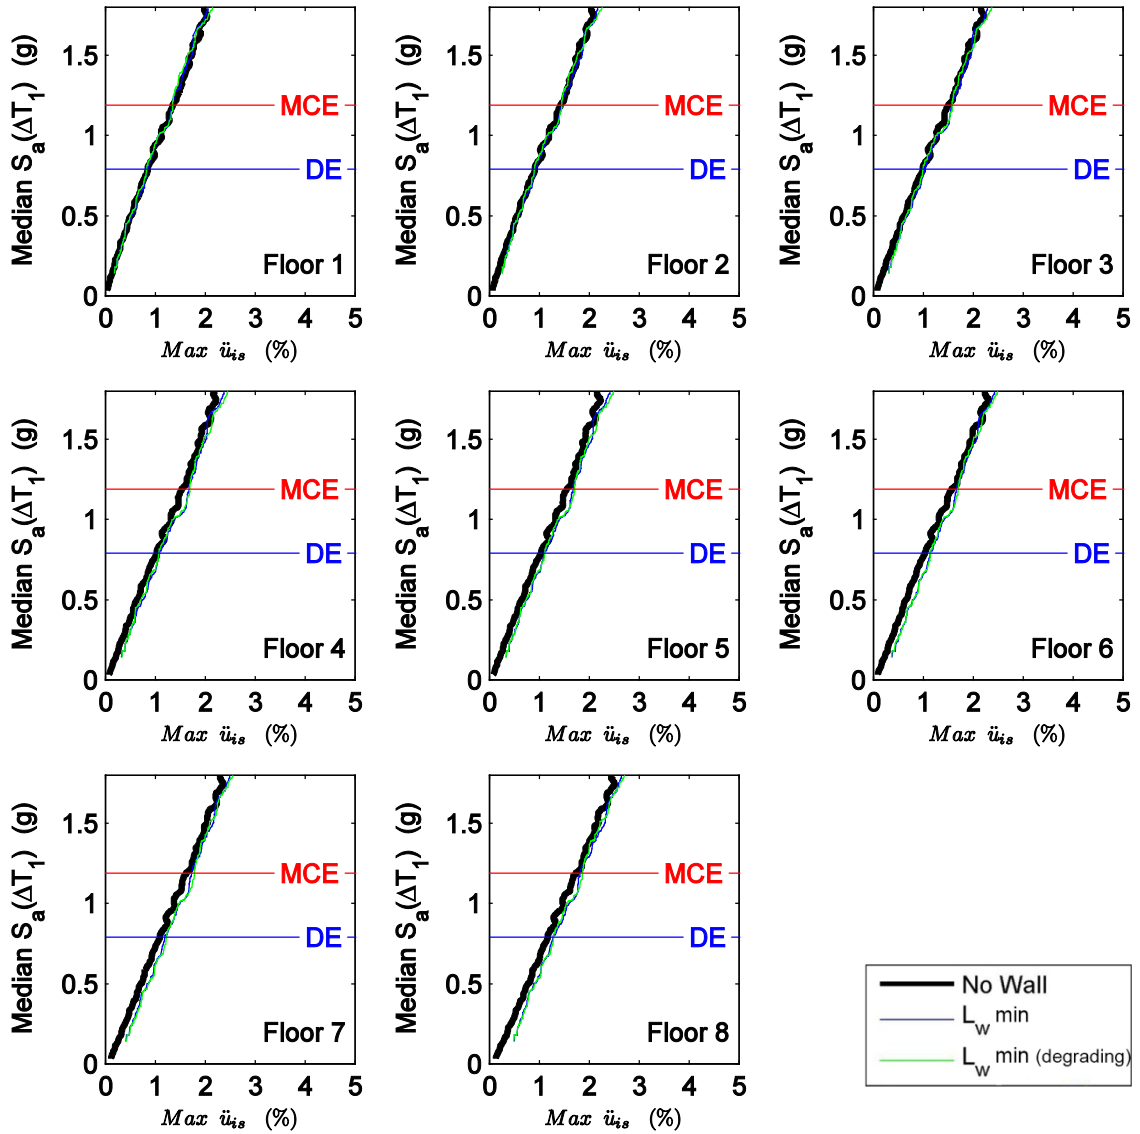 Median Sa(ΔT1) (g)
1.5
1
0.5
0
MCE
DE
Floor 1
0 1 2 3 4 5
Max üis (%)
Median Sa(ΔT1) (g)
1.5
1
0.5
0
MCE
DE
Floor 2
0 1 2 3 4 5
Max üis (%)
Median Sa(ΔT1) (g)
1.5
1
0.5
0
MCE
DE
Floor 3
0 1 2 3 4 5
Max üis (%)
Median Sa(ΔT1) (g)
1.5
1
0.5
0
MCE
DE
Floor 4
0 1 2 3 4 5
Max üis (%)
Median Sa(ΔT1) (g)
1.5
1
0.5
0
MCE
DE
Floor 5
0 1 2 3 4 5
Max üis (%)
Median Sa(ΔT1) (g)
1.5
1
0.5
0
MCE
DE
Floor 6
0 1 2 3 4 5
Max üis (%)
Median Sa(ΔT1) (g)
1.5
1
0.5
0
MCE
DE
Floor 7
0 1 2 3 4 5
Max üis (%)
Median Sa(ΔT1) (g)
1.5
1
0.5
0
MCE
DE
Floor 8
0 1 2 3 4 5
Max üis (%)
No Wall
Lw min
Lw min (degrading)